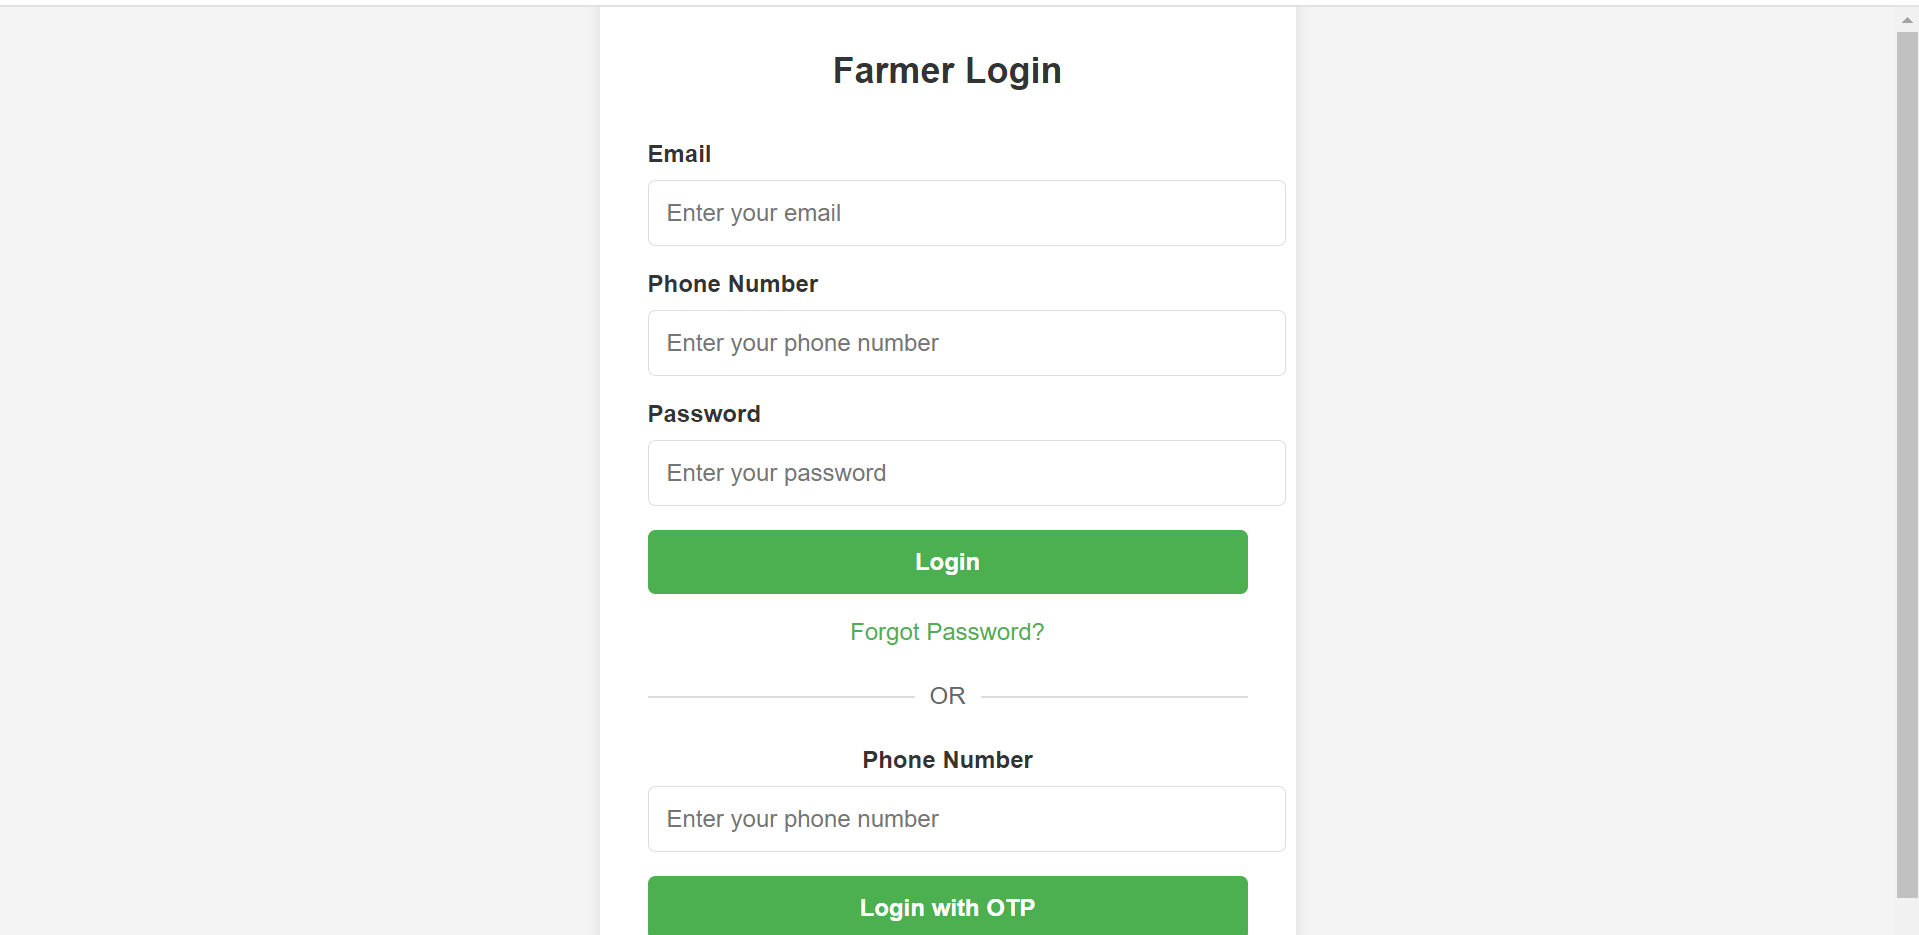 Farmer Login
Email
Enter your email
Phone Number
Enter your phone number
Password
Enter your password
Login
Forgot Password?
OR
Phone Number
Enter your phone number
Login with OTP